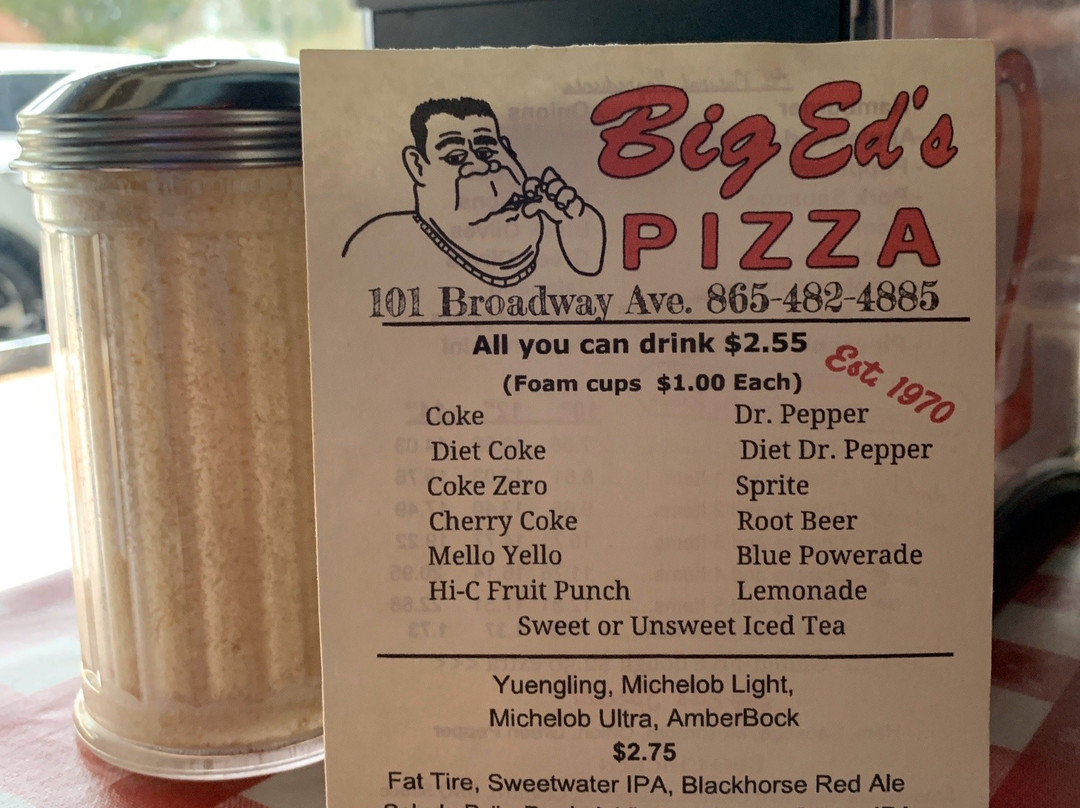 Big Ed's
PIZZA
101 Broadway Ave. 865-482-4885
All you can drink $2.55
(Foam cups $1.00 Each)
Est. 1970
Coke Dr. Pepper
Diet Coke Diet Dr. Pepper
Coke Zero Sprite
Cherry Coke Root Beer
Mello Yello Blue Powerade
Hi-C Fruit Punch Lemonade
Sweet or Unsweet Iced Tea
Yuengling, Michelob Light,
Michelob Ultra, AmberBock
$2.75
Fat Tire, Sweetwater IPA, Blackhorse Red Ale